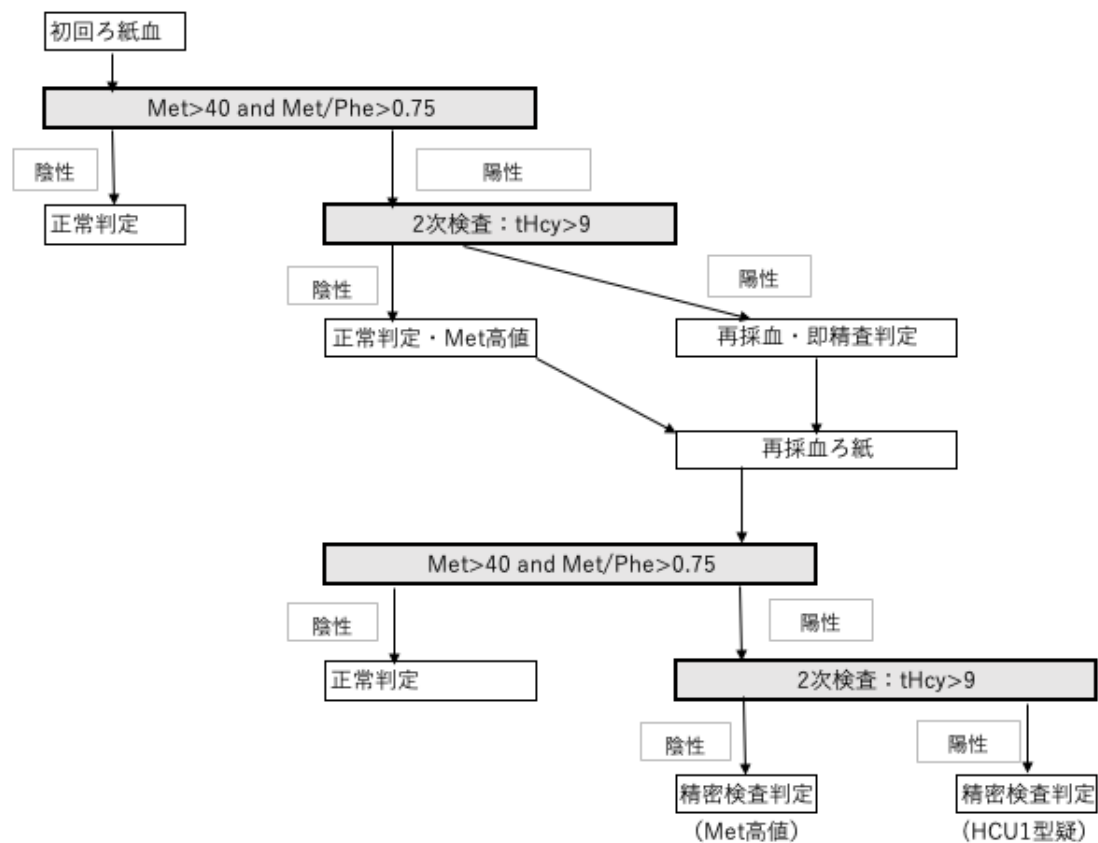 初回ろ紙血
Met>40 and Met/Phe>0.75
陰性
陽性
正常判定
2次検査：tHcy>9
陰性
陽性
正常判定・Met高値
再採血・即精査判定
再採血ろ紙
Met>40 and Met/Phe>0.75
陰性
陽性
正常判定
2次検査：tHcy>9
陰性
陽性
精密検査判定
（Met高値）
精密検査判定
（HCU1型疑）